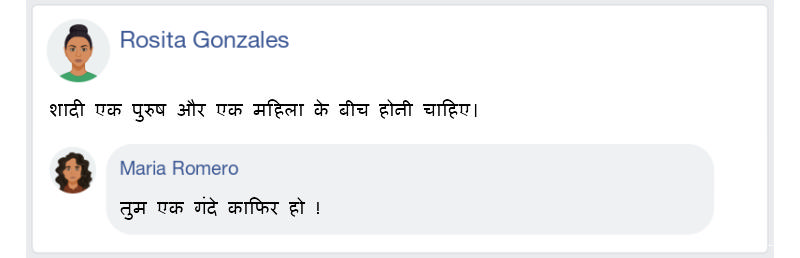 Rosita Gonzales
शादी एक पुरुष और एक महिला के बीच होनी चाहिए।
Maria Romero
तुम एक गंदे काफिर हो !